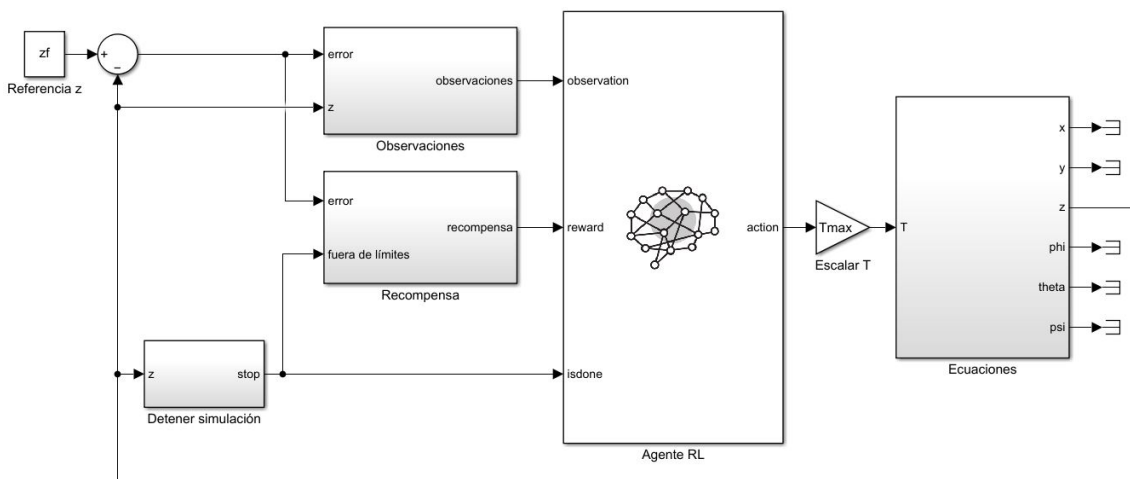 zf
+
−
Referencia z
error
z
observaciones
Observaciones
error
fuera de límites
recompensa
Recompensa
z
stop
Detener simulación
observation
reward
isdone
action
Agente RL
Tmax
Escalar T
T
x
y
z
phi
theta
psi
Ecuaciones